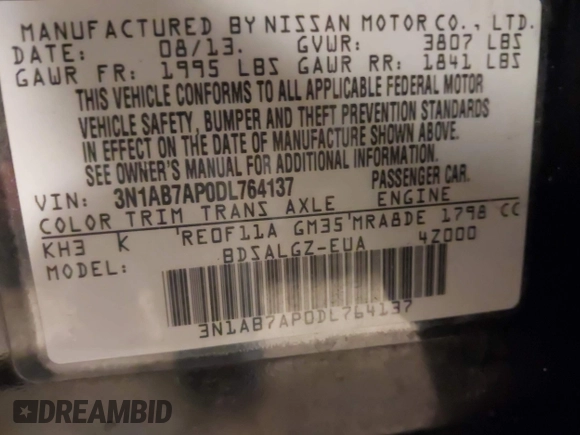 MANUFACTURED BY NISSAN MOTOR CO., LTD.
DATE: 08/13. GVWR: 3807 LBS
GAWR FR: 1995 LBS GAWR RR: 1841 LBS
THIS VEHICLE CONFORMS TO ALL APPLICABLE FEDERAL MOTOR
VEHICLE SAFETY, BUMPER AND THEFT PREVENTION STANDARDS
IN EFFECT ON THE DATE OF MANUFACTURE SHOWN ABOVE.
SEE OWNER'S MANUAL FOR ADDITIONAL INFORMATION.
VIN: 3N1AB7AP0DL764137 PASSENGER CAR.
COLOR TRIM TRANS AXLE ENGINE
KH3 K RE0F11A GM35 MRA8DE 1798 CC
MODEL: BDSALGZ-EUA 4Z000
3N1AB7AP0DL764137
DREAMBID